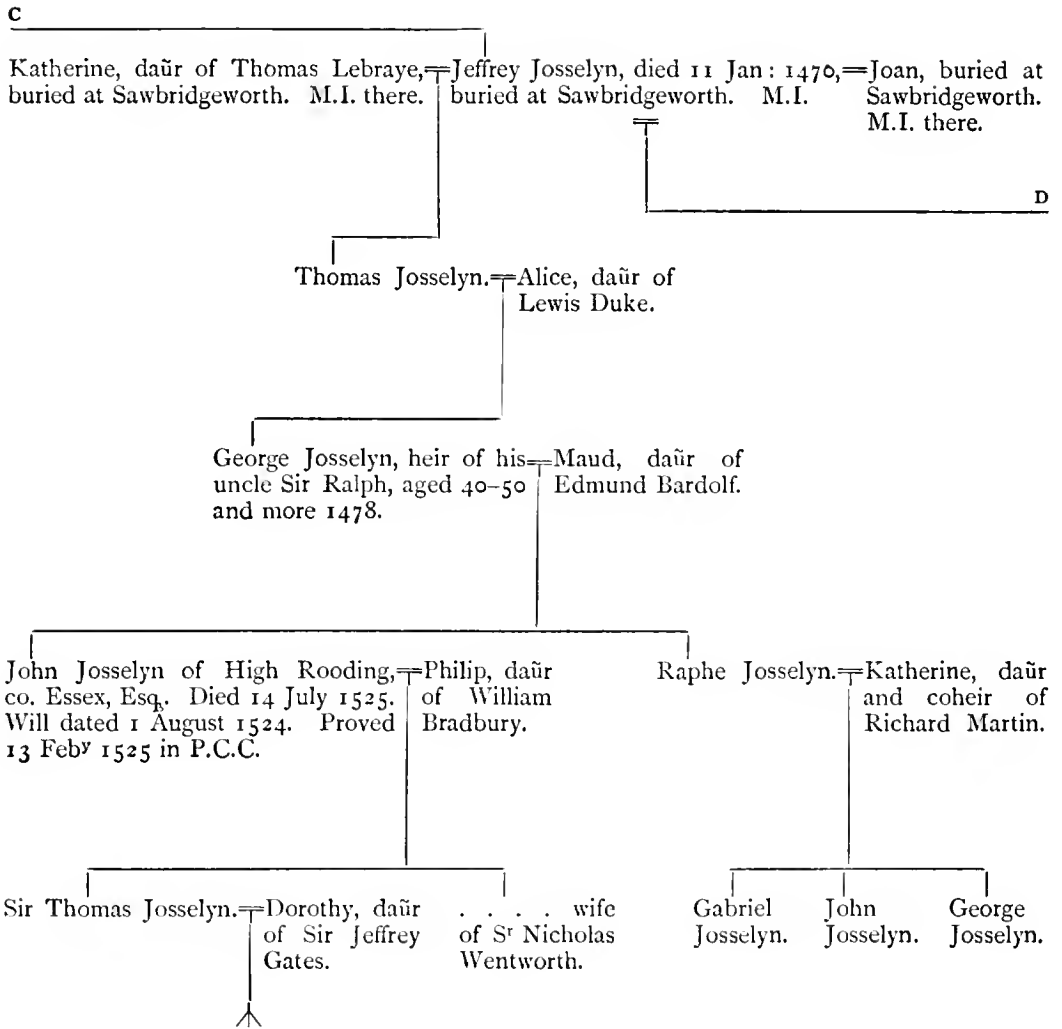 C
Katherine, daũr of Thomas Lebraye,
buried at Sawbridgeworth. M.I. there.
Jeffrey Josselyn, died 11 Jan: 1470,
buried at Sawbridgeworth. M.I.
Joan, buried at
Sawbridgeworth.
M.I. there.
D
Thomas Josselyn.
Alice, daũr of
Lewis Duke.
George Josselyn, heir of his
uncle Sir Ralph, aged 40–50
and more 1478.
Maud, daũr of
Edmund Bardolf.
John Josselyn of High Rooding,
co. Essex, Esq. Died 14 July 1525.
Will dated 1 August 1524. Proved
13 Febʸ 1525 in P.C.C.
Philip, daũr
of William
Bradbury.
Raphe Josselyn.
Katherine, daũr
and coheir of
Richard Martin.
Sir Thomas Josselyn.
Dorothy, daũr
of Sir Jeffrey
Gates.
. . . . wife
of Sʳ Nicholas
Wentworth.
Gabriel
Josselyn.
John
Josselyn.
George
Josselyn.